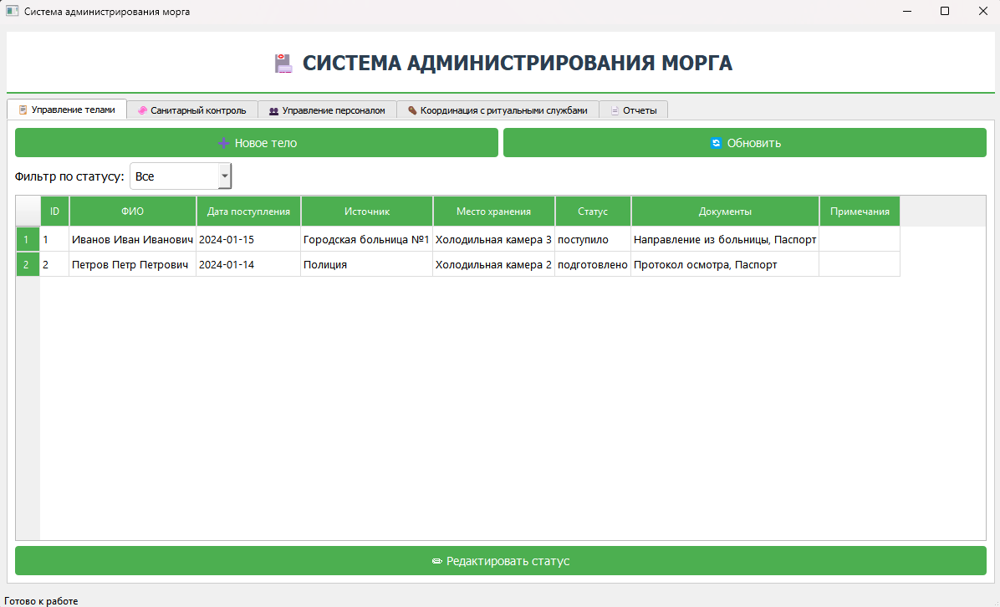 Система администрирования морга
СИСТЕМА АДМИНИСТРИРОВАНИЯ МОРГА
Управление телами Санитарный контроль Управление персоналом Координация с ритуальными службами Отчеты
Новое тело Обновить
Фильтр по статусу: Все
ID ФИО Дата поступления Источник Место хранения Статус Документы Примечания
1 1 Иванов Иван Иванович 2024-01-15 Городская больница №1 Холодильная камера 3 поступило Направление из больницы, Паспорт
2 2 Петров Петр Петрович 2024-01-14 Полиция Холодильная камера 2 подготовлено Протокол осмотра, Паспорт
Редактировать статус
Готово к работе